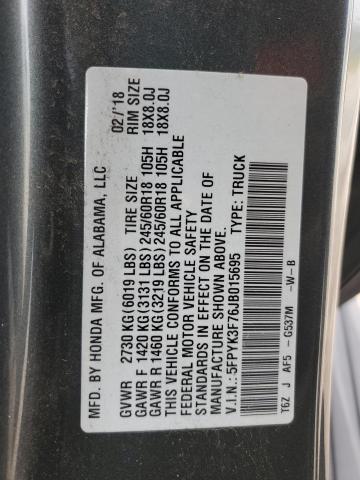 MFD. BY HONDA MFG. OF ALABAMA, LLC 02/'18
GVWR 2730 KG(6019 LBS) TIRE SIZE RIM SIZE
GAWR F 1420 KG(3131 LBS) 245/60R18 105H 18X8.0J
GAWR R 1460 KG(3219 LBS) 245/60R18 105H 18X8.0J
THIS VEHICLE CONFORMS TO ALL APPLICABLE
FEDERAL MOTOR VEHICLE SAFETY
STANDARDS IN EFFECT ON THE DATE OF
MANUFACTURE SHOWN ABOVE.
V.I.N.: 5FPYK3F76JB015695 TYPE: TRUCK
T6Z J AF5 -G537M -W-B